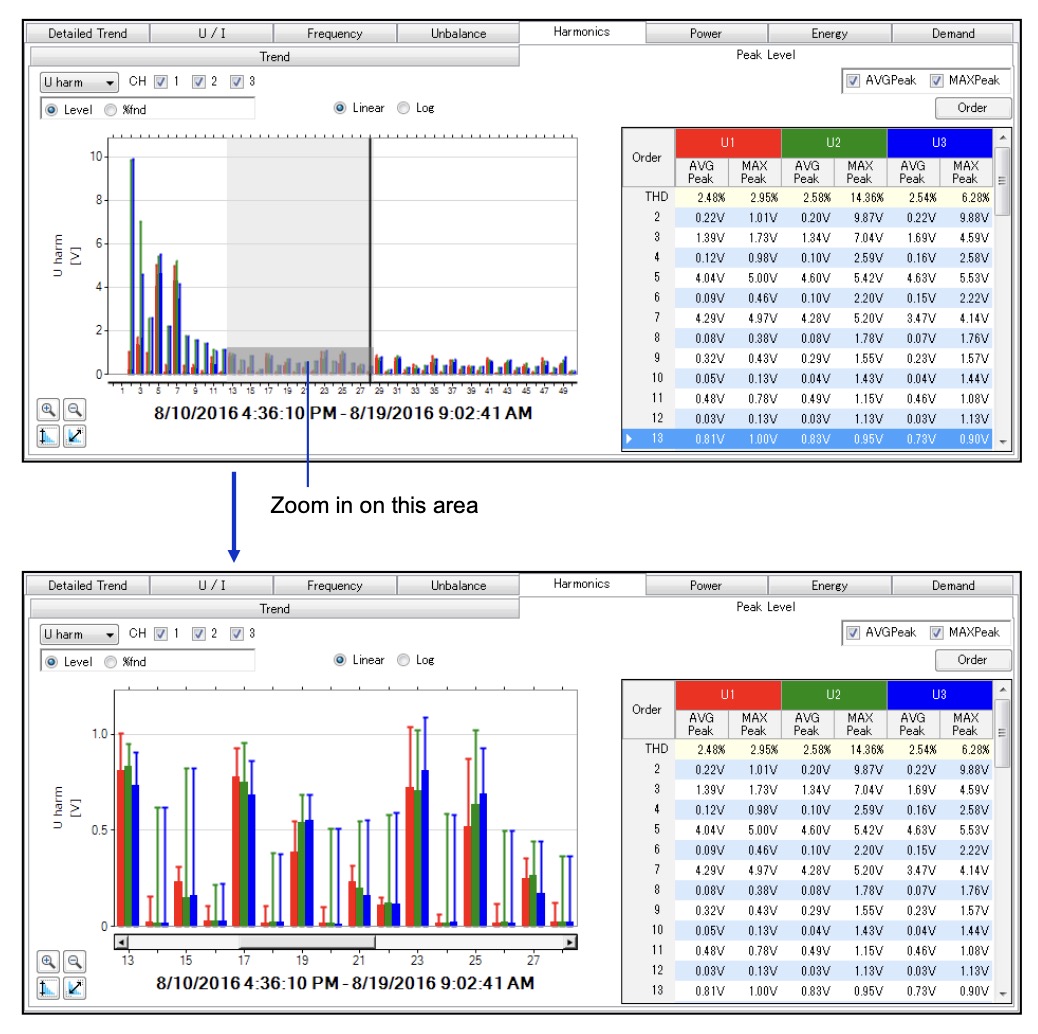 Detailed Trend U / I Frequency Unbalance Harmonics Power Energy Demand
Trend Peak Level
U harm CH 1 2 3 AVGPeak MAXPeak
Level %fnd Linear Log Order
U harm
[V]
10
8
6
4
2
0
1 3 5 7 9 11 13 15 17 19 21 23 25 27 29 31 33 35 37 39 41 43 45 47 49
8/10/2016 4:36:10 PM - 8/19/2016 9:02:41 AM
Order U1 U2 U3
AVG Peak MAX Peak AVG Peak MAX Peak AVG Peak MAX Peak
THD 2.48% 2.95% 2.58% 14.36% 2.54% 6.28%
2 0.22V 1.01V 0.20V 9.87V 0.22V 9.88V
3 1.39V 1.73V 1.34V 7.04V 1.69V 4.59V
4 0.12V 0.98V 0.10V 2.59V 0.16V 2.58V
5 4.04V 5.00V 4.60V 5.42V 4.63V 5.53V
6 0.09V 0.46V 0.10V 2.20V 0.15V 2.22V
7 4.29V 4.97V 4.28V 5.20V 3.47V 4.14V
8 0.08V 0.38V 0.08V 1.78V 0.07V 1.76V
9 0.32V 0.43V 0.29V 1.55V 0.23V 1.57V
10 0.05V 0.13V 0.04V 1.43V 0.04V 1.44V
11 0.48V 0.78V 0.49V 1.15V 0.46V 1.08V
12 0.03V 0.13V 0.03V 1.13V 0.03V 1.13V
13 0.81V 1.00V 0.83V 0.95V 0.73V 0.90V
Zoom in on this area
Detailed Trend U / I Frequency Unbalance Harmonics Power Energy Demand
Trend Peak Level
U harm CH 1 2 3 AVGPeak MAXPeak
Level %fnd Linear Log Order
U harm
[V]
1.0
0.5
0
13 15 17 19 21 23 25 27
8/10/2016 4:36:10 PM - 8/19/2016 9:02:41 AM
Order U1 U2 U3
AVG Peak MAX Peak AVG Peak MAX Peak AVG Peak MAX Peak
THD 2.48% 2.95% 2.58% 14.36% 2.54% 6.28%
2 0.22V 1.01V 0.20V 9.87V 0.22V 9.88V
3 1.39V 1.73V 1.34V 7.04V 1.69V 4.59V
4 0.12V 0.98V 0.10V 2.59V 0.16V 2.58V
5 4.04V 5.00V 4.60V 5.42V 4.63V 5.53V
6 0.09V 0.46V 0.10V 2.20V 0.15V 2.22V
7 4.29V 4.97V 4.28V 5.20V 3.47V 4.14V
8 0.08V 0.38V 0.08V 1.78V 0.07V 1.76V
9 0.32V 0.43V 0.29V 1.55V 0.23V 1.57V
10 0.05V 0.13V 0.04V 1.43V 0.04V 1.44V
11 0.48V 0.78V 0.49V 1.15V 0.46V 1.08V
12 0.03V 0.13V 0.03V 1.13V 0.03V 1.13V
13 0.81V 1.00V 0.83V 0.95V 0.73V 0.90V